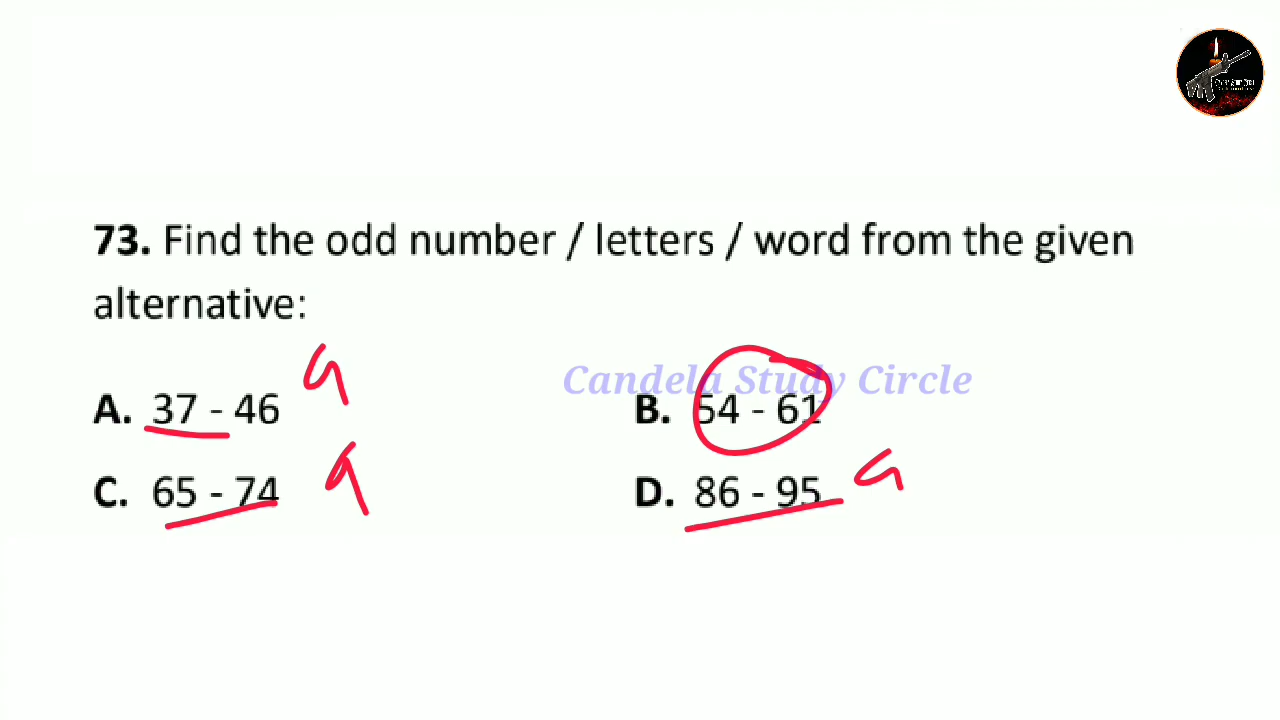 73. Find the odd number / letters / word from the given
alternative:
Candela Study Circle
A. 37 - 46 9
B. 54 - 61
C. 65 - 74 9
D. 86 - 95 9